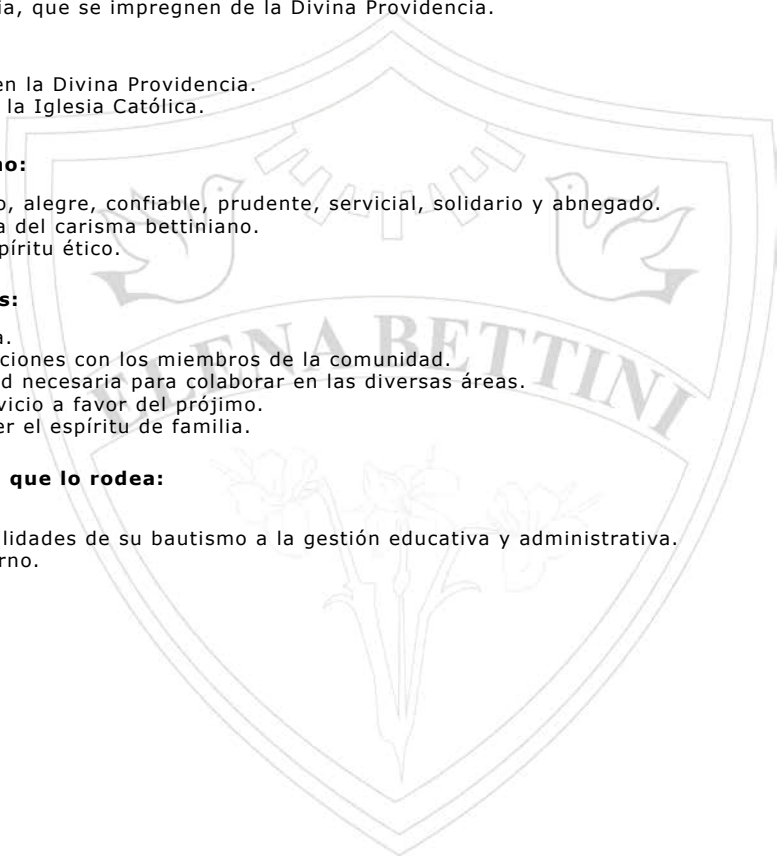 ia, que se impregnen de la Divina Providencia.
en la Divina Providencia.
la Iglesia Católica.
no:
o, alegre, confiable, prudente, servicial, solidario y abnegado.
a del carisma bettiniano.
píritu ético.
s:
a.
ciones con los miembros de la comunidad.
d necesaria para colaborar en las diversas áreas.
vicio a favor del prójimo.
er el espíritu de familia.
que lo rodea:
lidades de su bautismo a la gestión educativa y administrativa.
rno.
ELENA BETTINI